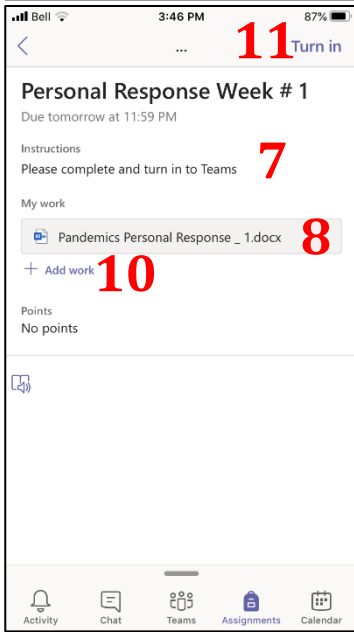 Bell 3:46 PM 87%
... 11 Turn in
Personal Response Week # 1
Due tomorrow at 11:59 PM
Instructions
Please complete and turn in to Teams 7
My work
Pandemics Personal Response _ 1.docx 8
+ Add work 10
Points
No points
Activity Chat Teams Assignments Calendar